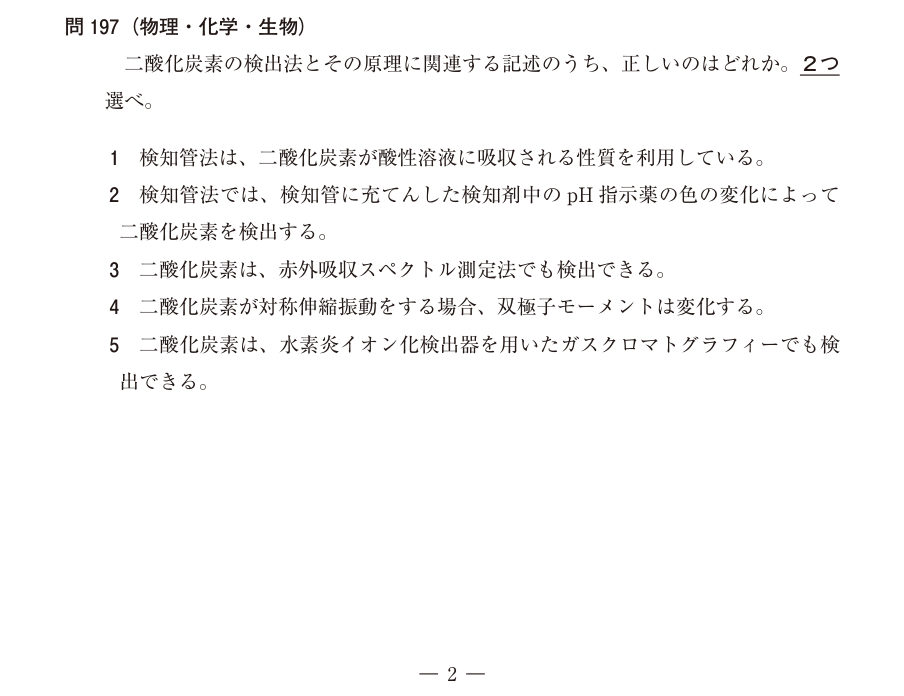 問 197（物理・化学・生物）
二酸化炭素の検出法とその原理に関連する記述のうち、正しいのはどれか。２つ
選べ。
1 検知管法は、二酸化炭素が酸性溶液に吸収される性質を利用している。
2 検知管法では、検知管に充てんした検知剤中の pH 指示薬の色の変化によって
二酸化炭素を検出する。
3 二酸化炭素は、赤外吸収スペクトル測定法でも検出できる。
4 二酸化炭素が対称伸縮振動をする場合、双極子モーメントは変化する。
5 二酸化炭素は、水素炎イオン化検出器を用いたガスクロマトグラフィーでも検
出できる。
― 2 ―